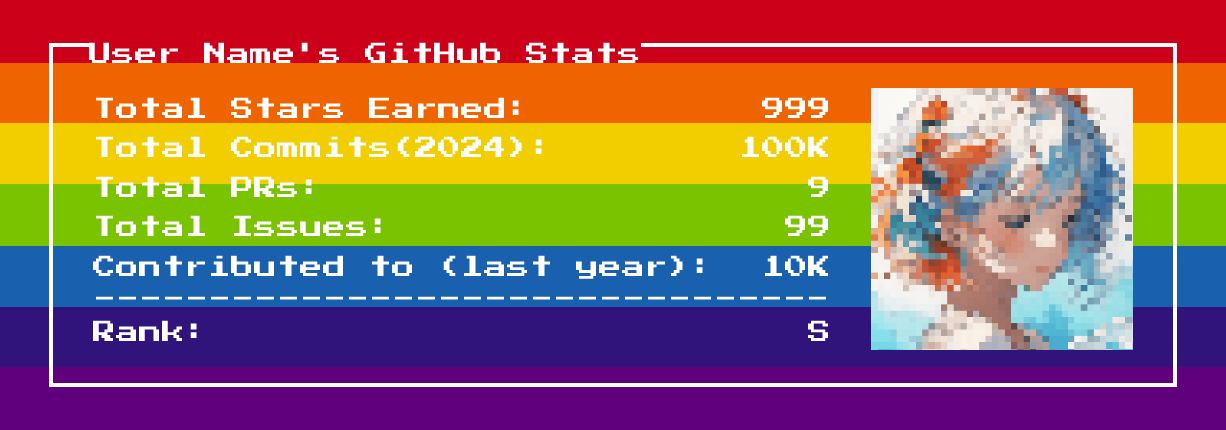 User Name's GitHub Stats
Total Stars Earned: 999
Total Commits(2024): 100K
Total PRs: 9
Total Issues: 99
Contributed to (last year): 10K
--------------------------------
Rank: S